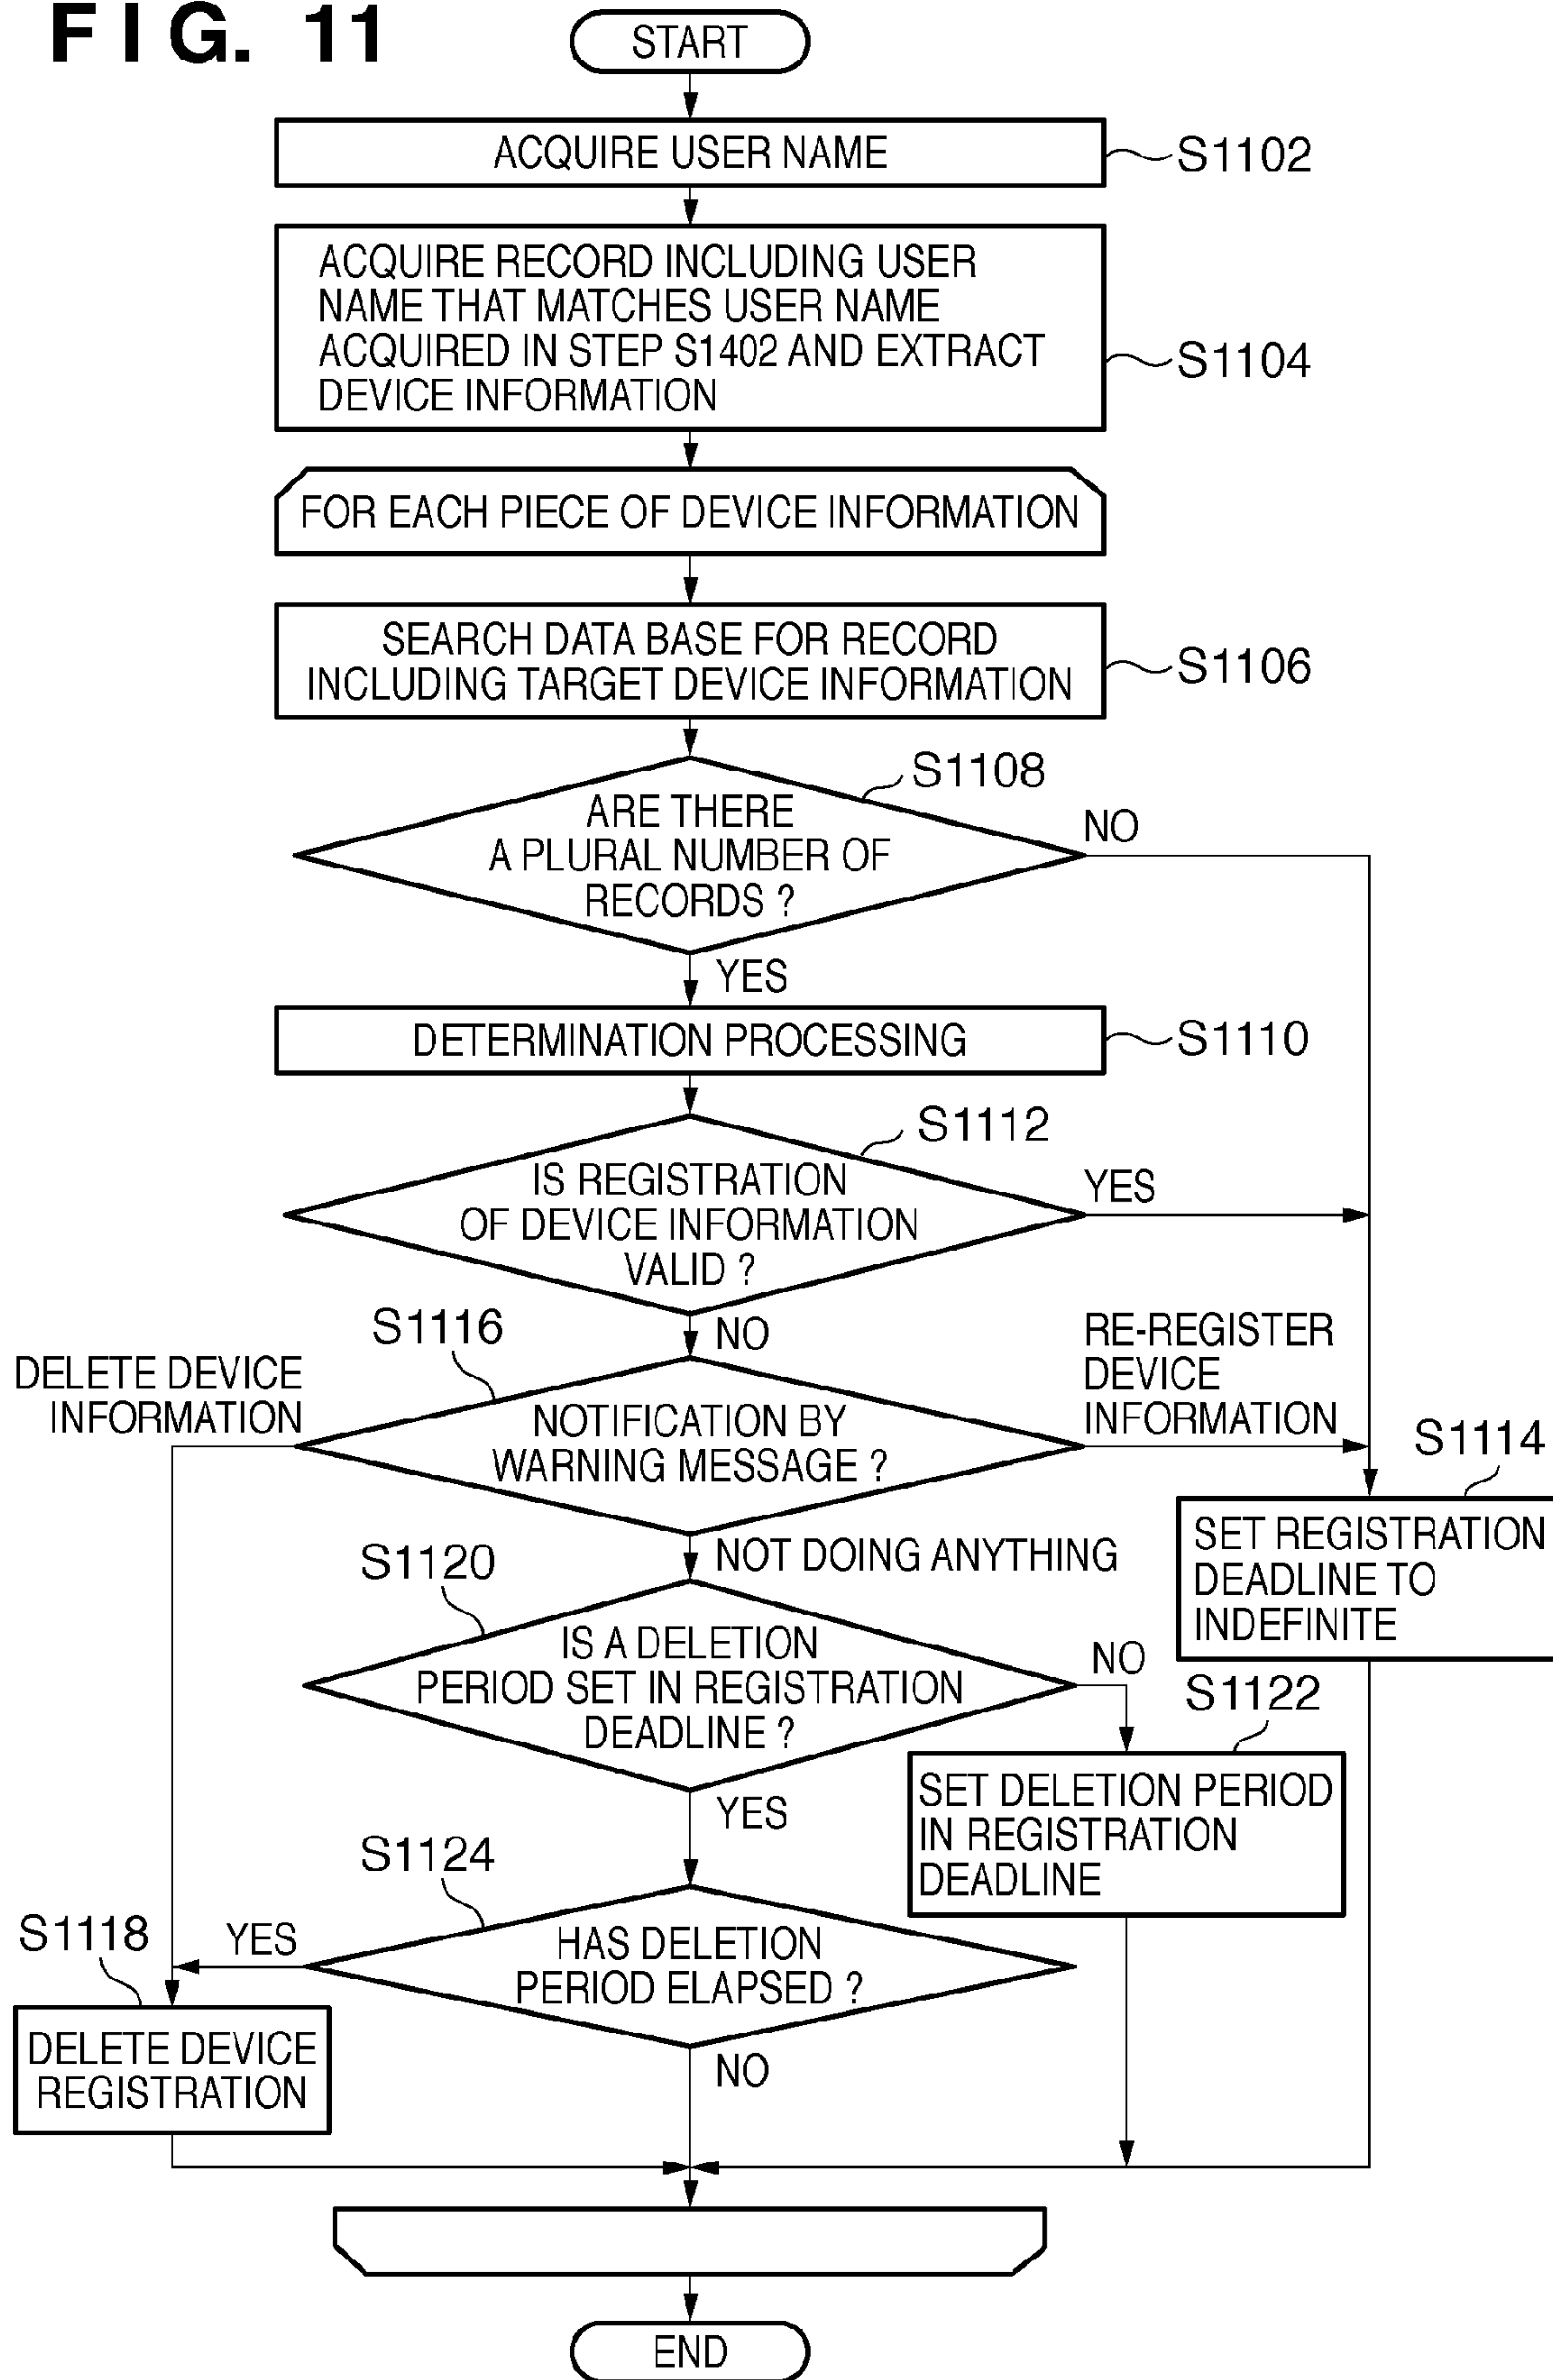 FIG. 11
START
ACQUIRE USER NAME
S1102
ACQUIRE RECORD INCLUDING USER
NAME THAT MATCHES USER NAME
ACQUIRED IN STEP S1402 AND EXTRACT
DEVICE INFORMATION
S1104
FOR EACH PIECE OF DEVICE INFORMATION
SEARCH DATA BASE FOR RECORD
INCLUDING TARGET DEVICE INFORMATION
S1106
S1108
ARE THERE
A PLURAL NUMBER OF
RECORDS ?
NO
YES
DETERMINATION PROCESSING
S1110
S1112
IS REGISTRATION
OF DEVICE INFORMATION
VALID ?
YES
NO
S1116
DELETE DEVICE
INFORMATION
NOTIFICATION BY
WARNING MESSAGE ?
RE-REGISTER
DEVICE
INFORMATION
S1114
SET REGISTRATION
DEADLINE TO
INDEFINITE
NOT DOING ANYTHING
S1120
IS A DELETION
PERIOD SET IN REGISTRATION
DEADLINE ?
NO
S1122
SET DELETION PERIOD
IN REGISTRATION
DEADLINE
YES
S1124
HAS DELETION
PERIOD ELAPSED ?
YES
S1118
DELETE DEVICE
REGISTRATION
NO
END